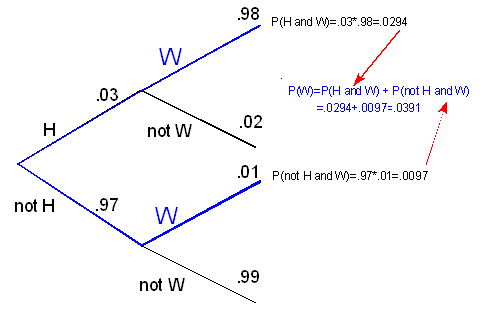 .98
P(H and W)=.03*.98=.0294
W
P(W)=P(H and W) + P(not H and W)
=.0294+.0097=.0391
.03
H
not W
.02
.01
P(not H and W)=.97*.01=.0097
not H
.97
W
not W
.99